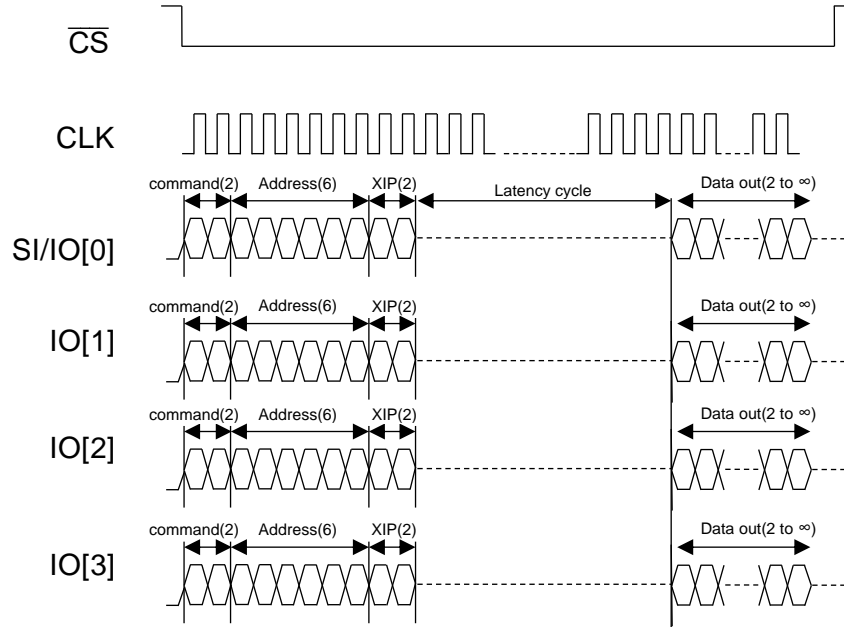 C̅S̅
CLK
command(2) Address(6) XIP(2) Latency cycle Data out(2 to ∞)
SI/IO[0]
command(2) Address(6) XIP(2) Data out(2 to ∞)
IO[1]
command(2) Address(6) XIP(2) Data out(2 to ∞)
IO[2]
command(2) Address(6) XIP(2) Data out(2 to ∞)
IO[3]